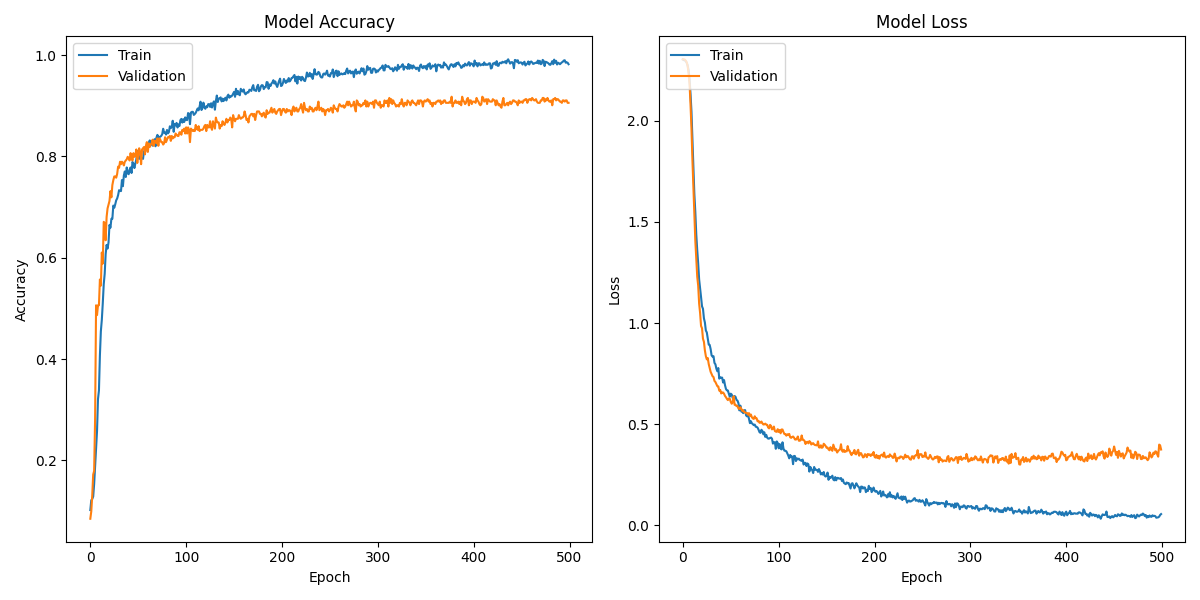 Model Accuracy
Train
Validation
1.0
0.8
0.6
0.4
0.2
Accuracy
0 100 200 300 400 500
Epoch
Model Loss
Train
Validation
2.0
1.5
1.0
0.5
0.0
Loss
0 100 200 300 400 500
Epoch